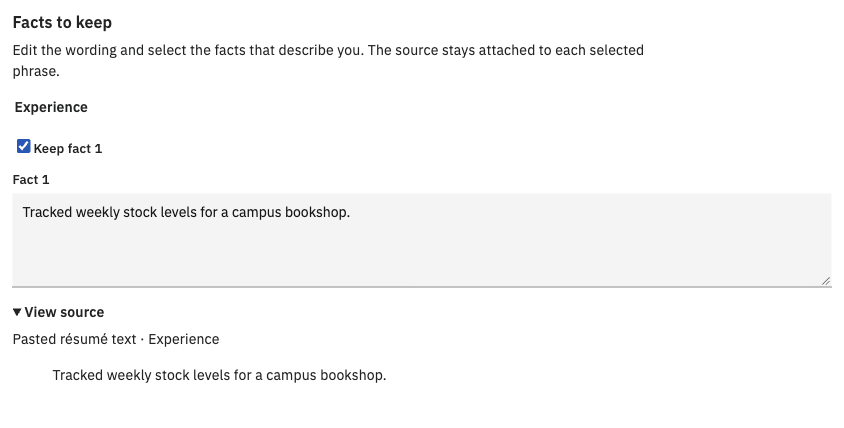 Facts to keep
Edit the wording and select the facts that describe you. The source stays attached to each selected
phrase.
Experience
Keep fact 1
Fact 1
Tracked weekly stock levels for a campus bookshop.
View source
Pasted résumé text · Experience
Tracked weekly stock levels for a campus bookshop.